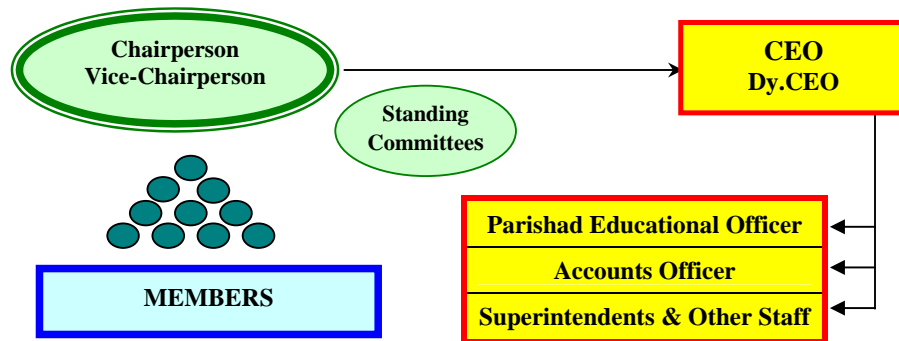 Chairperson
Vice-Chairperson
CEO
Dy.CEO
Standing
Committees
Parishad Educational Officer
Accounts Officer
Superintendents & Other Staff
MEMBERS